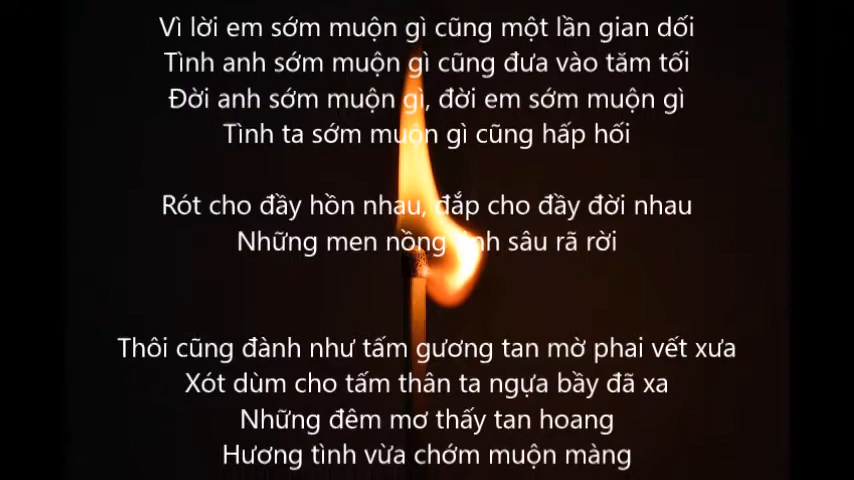 Vì lời em sớm muộn gì cũng một lần gian dối
Tình anh sớm muộn gì cũng đưa vào tăm tối
Đời anh sớm muộn gì, đời em sớm muộn gì
Tình ta sớm muộn gì cũng hấp hối
Rót cho đầy hồn nhau, đắp cho đầy đời nhau
Những men nồng tình sâu rã rời
Thôi cũng đành như tấm gương tan mờ phai vết xưa
Xót dùm cho tấm thân ta ngựa bầy đã xa
Những đêm mơ thấy tan hoang
Hương tình vừa chớm muộn màng